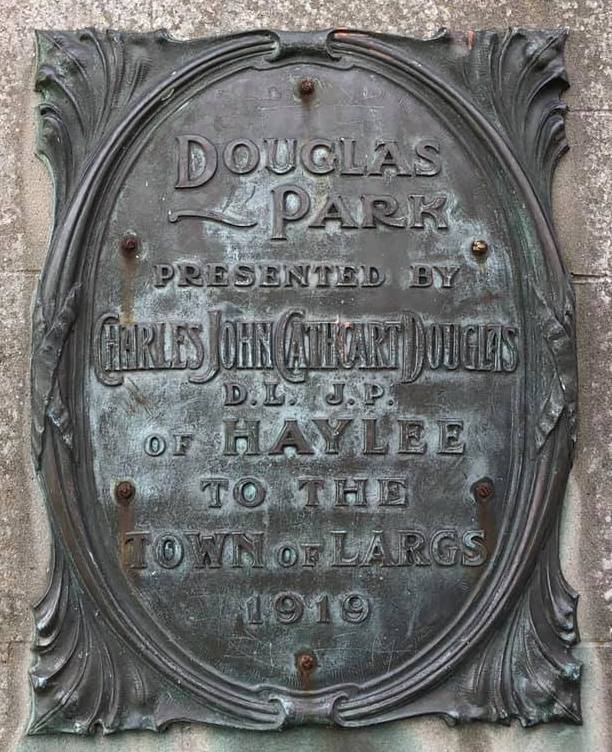 DOUGLAS
PARK
PRESENTED BY
CHARLES JOHN CATHCART DOUGLAS
D.L. J.P.
OF HAYLEE
TO THE
TOWN OF LARGS
1919